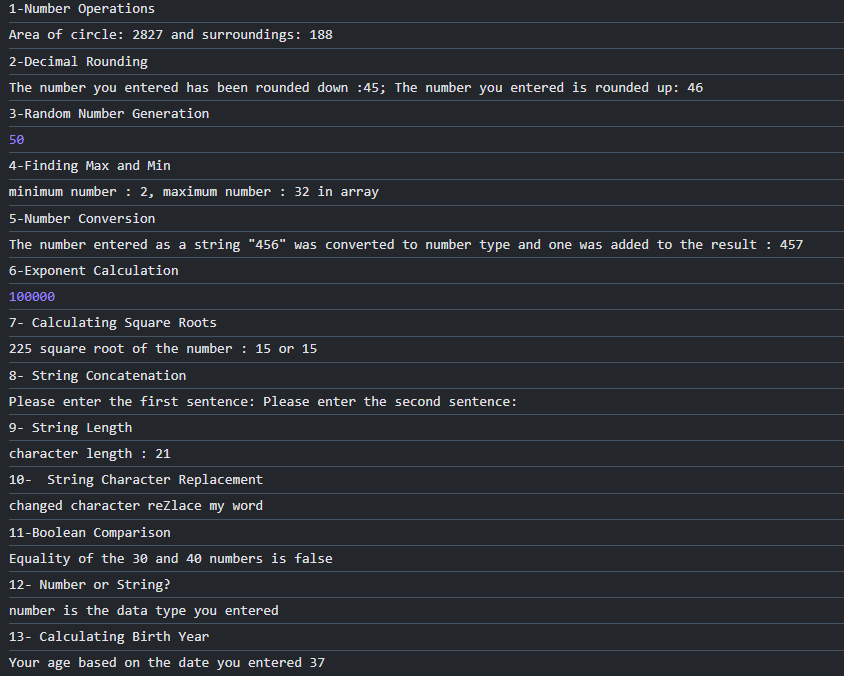 1-Number Operations
Area of circle: 2827 and surroundings: 188
2-Decimal Rounding
The number you entered has been rounded down :45; The number you entered is rounded up: 46
3-Random Number Generation
50
4-Finding Max and Min
minimum number : 2, maximum number : 32 in array
5-Number Conversion
The number entered as a string "456" was converted to number type and one was added to the result : 457
6-Exponent Calculation
100000
7- Calculating Square Roots
225 square root of the number : 15 or 15
8- String Concatenation
Please enter the first sentence: Please enter the second sentence:
9- String Length
character length : 21
10-  String Character Replacement
changed character reZlace my word
11-Boolean Comparison
Equality of the 30 and 40 numbers is false
12- Number or String?
number is the data type you entered
13- Calculating Birth Year
Your age based on the date you entered 37